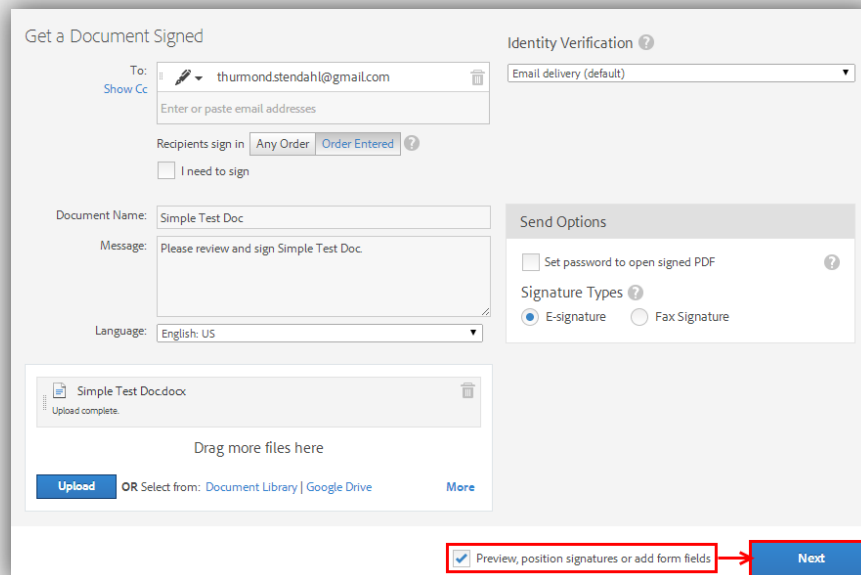 Get a Document Signed
To:
Show Cc
thurmond.stendahl@gmail.com
Enter or paste email addresses
Recipients sign in Any Order Order Entered ?
I need to sign
Identity Verification ?
Email delivery (default)
Document Name: Simple Test Doc
Message: Please review and sign Simple Test Doc.
Language: English: US
Send Options
Set password to open signed PDF ?
Signature Types ?
E-signature Fax Signature
Simple Test Doc.docx
Upload complete.
Drag more files here
Upload OR Select from: Document Library | Google Drive More
Preview, position signatures or add form fields Next